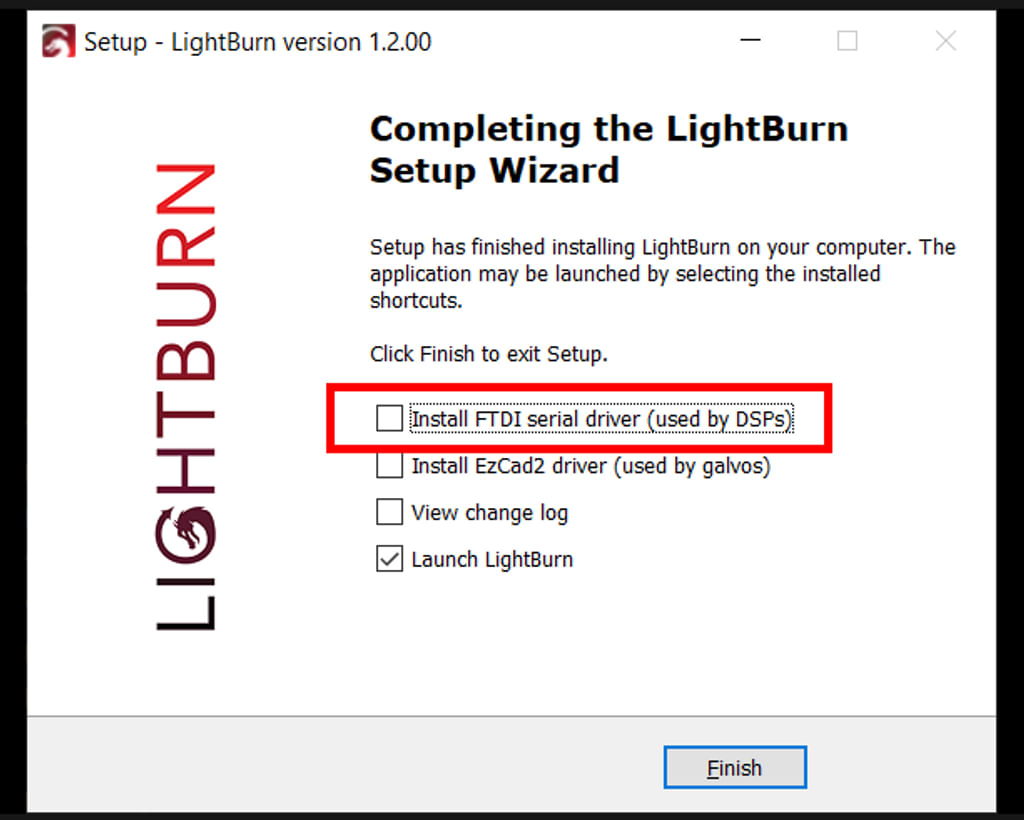 Setup - LightBurn version 1.2.00
LIGHTBURN
Completing the LightBurn
Setup Wizard
Setup has finished installing LightBurn on your computer. The
application may be launched by selecting the installed
shortcuts.
Click Finish to exit Setup.
Install FTDI serial driver (used by DSPs)
Install EzCad2 driver (used by galvos)
View change log
Launch LightBurn
Finish